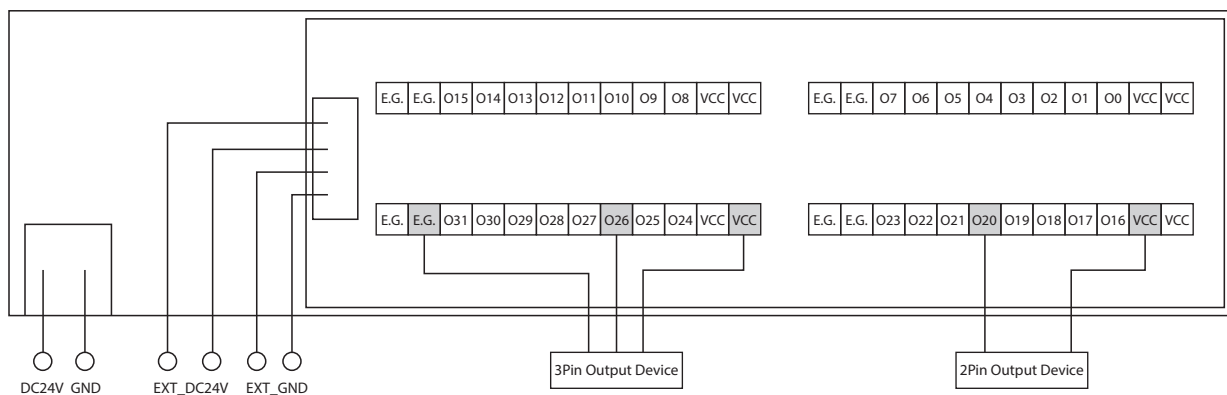 E.G. E.G. O15 O14 O13 O12 O11 O10 O9 O8 VCC VCC
E.G. E.G. O7 O6 O5 O4 O3 O2 O1 O0 VCC VCC
E.G. E.G. O31 O30 O29 O28 O27 O26 O25 O24 VCC VCC
E.G. E.G. O23 O22 O21 O20 O19 O18 O17 O16 VCC VCC
DC24V GND EXT_DC24V EXT_GND
3Pin Output Device
2Pin Output Device